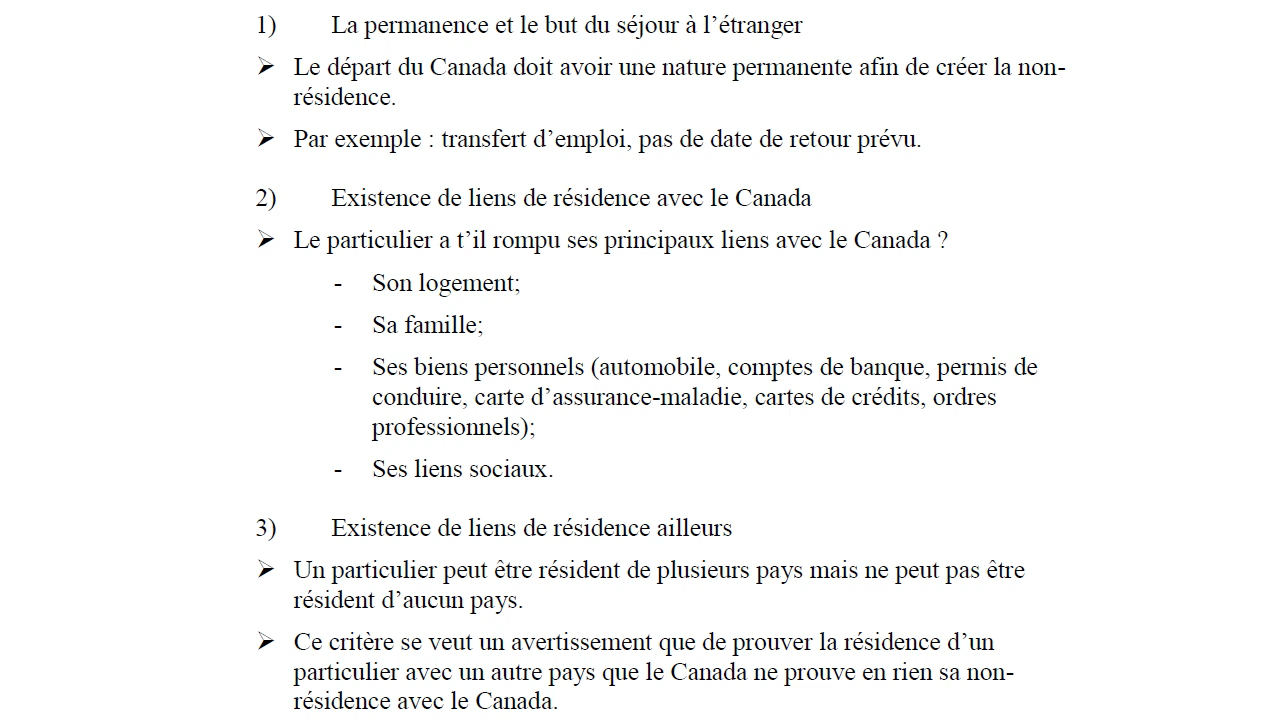 1) La permanence et le but du séjour à l’étranger
➢ Le départ du Canada doit avoir une nature permanente afin de créer la non-
résidence.
➢ Par exemple : transfert d’emploi, pas de date de retour prévu.
2) Existence de liens de résidence avec le Canada
➢ Le particulier a t’il rompu ses principaux liens avec le Canada ?
- Son logement;
- Sa famille;
- Ses biens personnels (automobile, comptes de banque, permis de
conduire, carte d’assurance-maladie, cartes de crédits, ordres
professionnels);
- Ses liens sociaux.
3) Existence de liens de résidence ailleurs
➢ Un particulier peut être résident de plusieurs pays mais ne peut pas être
résident d’aucun pays.
➢ Ce critère se veut un avertissement que de prouver la résidence d’un
particulier avec un autre pays que le Canada ne prouve en rien sa non-
résidence avec le Canada.